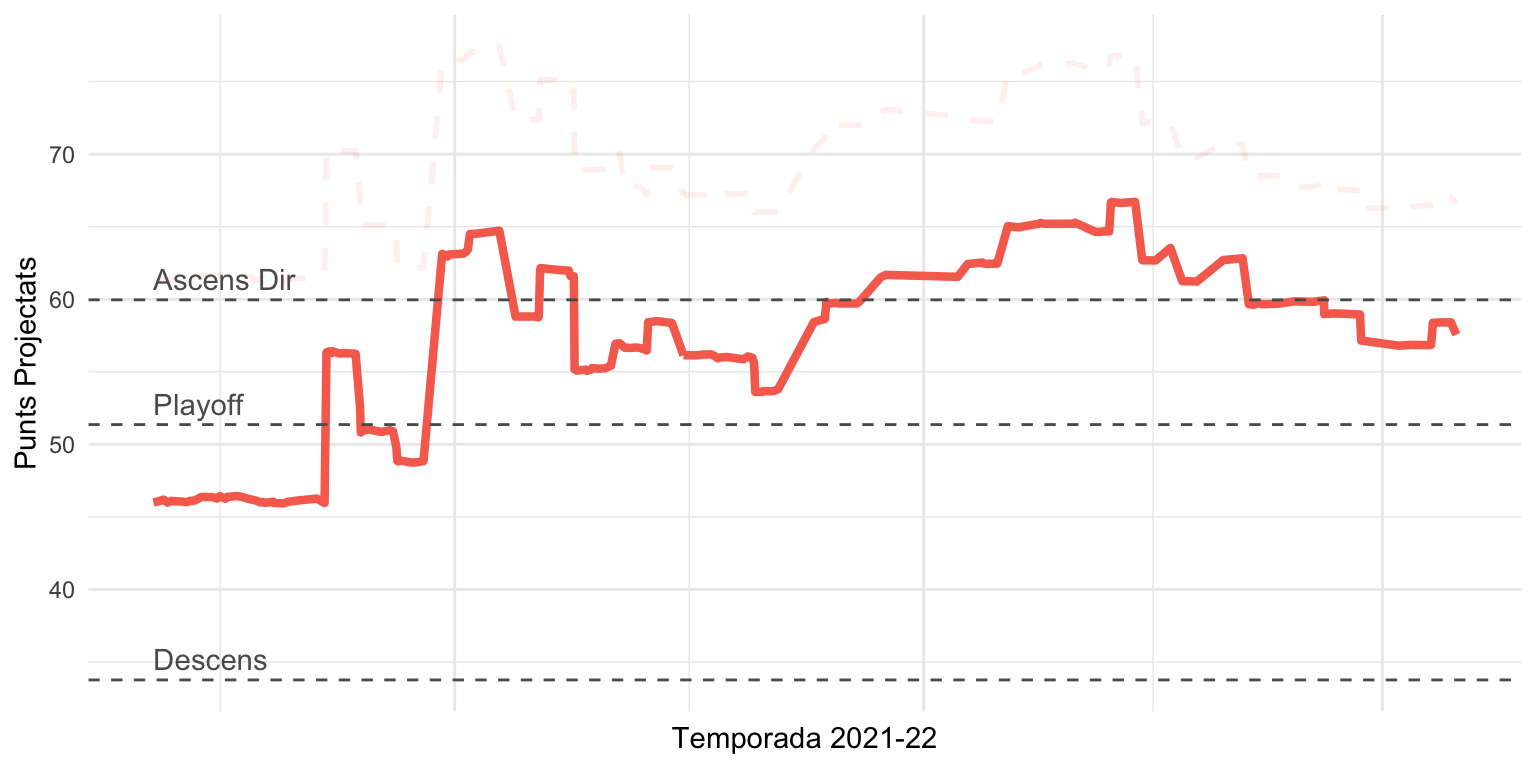 70
Ascens Dir
60
Playoff
50
40
Descens
Punts Projectats
Temporada 2021-22